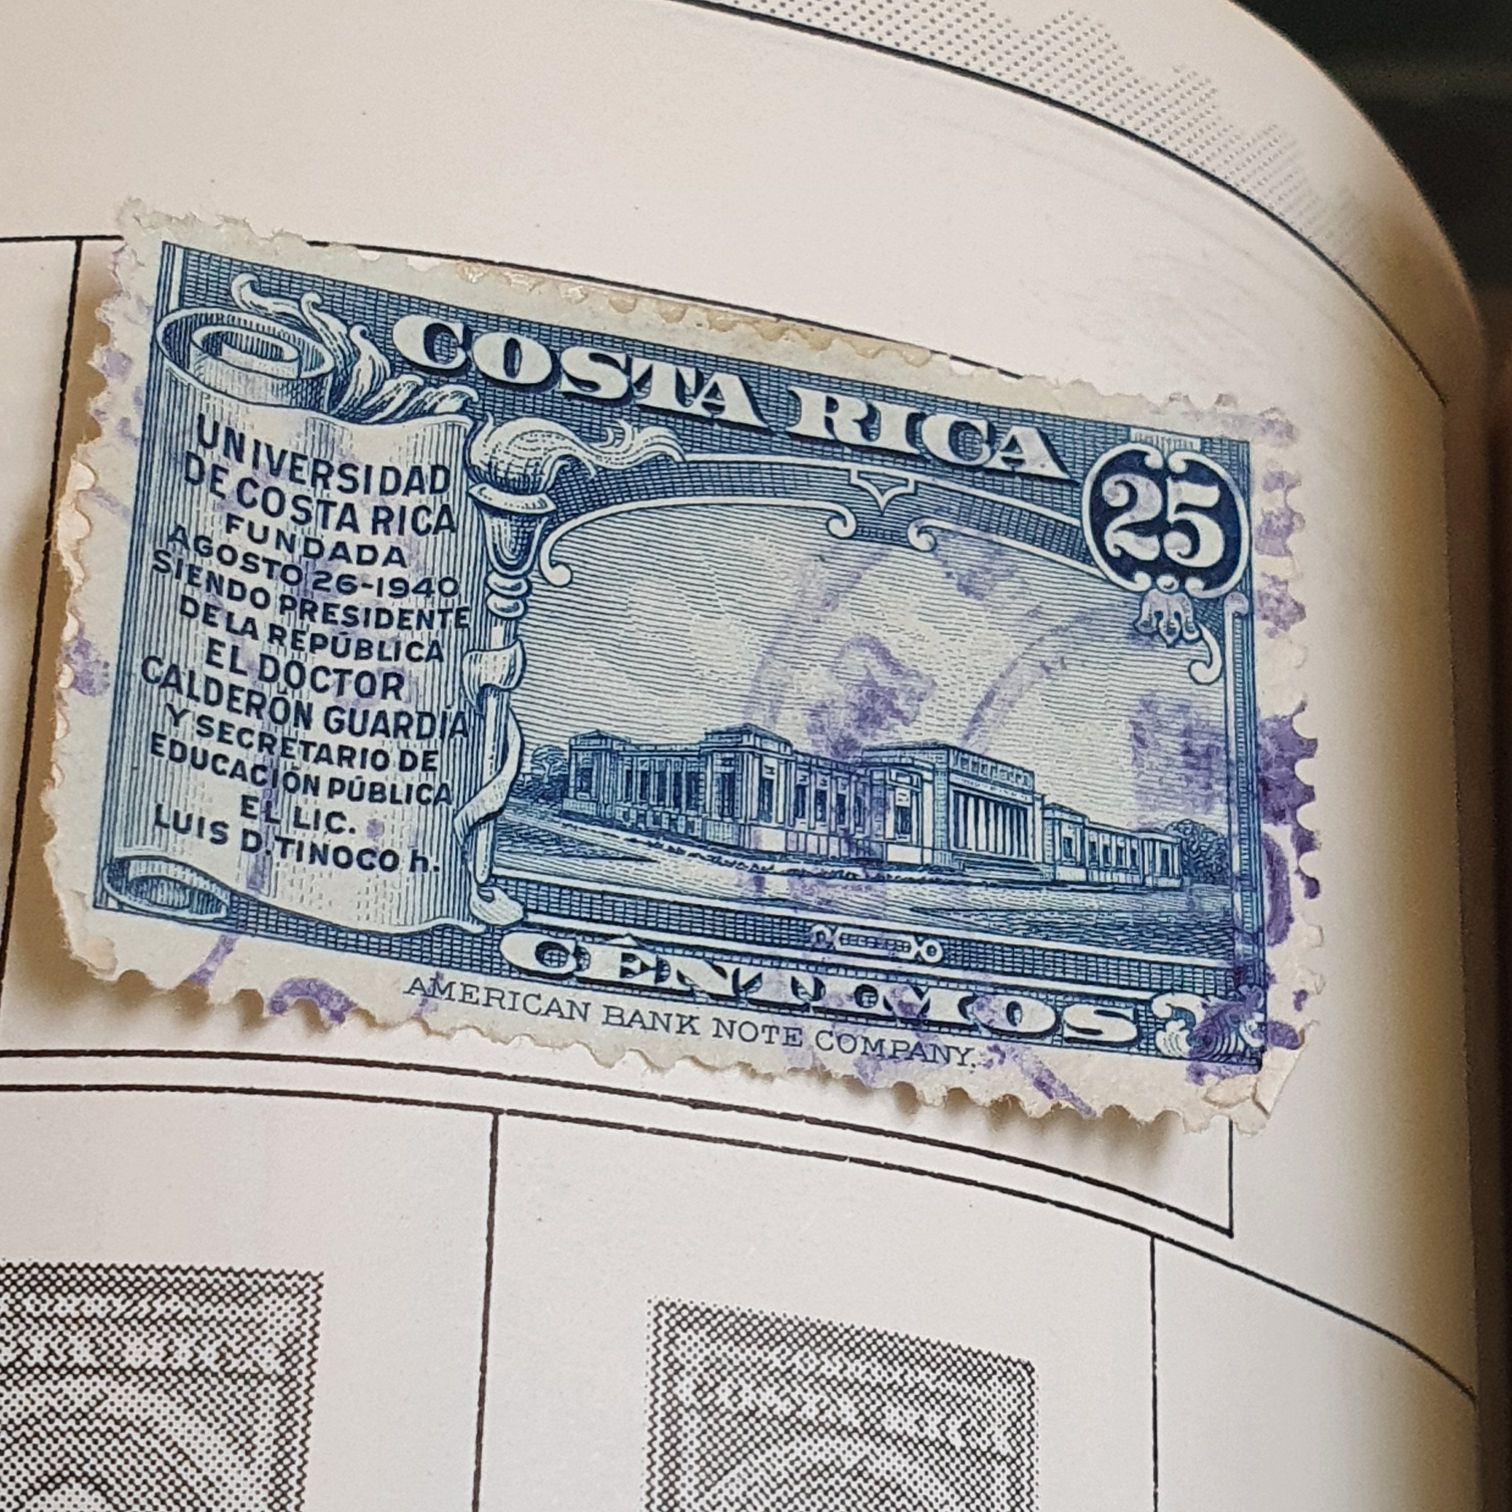 COSTA RICA
25
UNIVERSIDAD
DE COSTA RICA
FUNDADA
AGOSTO 26-1940
SIENDO PRESIDENTE
DE LA REPÚBLICA
EL DOCTOR
CALDERÓN GUARDIA
Y SECRETARIO DE
EDUCACIÓN PÚBLICA
EL LIC.
LUIS D. TINOCO h.
CÉNTIMOS
AMERICAN BANK NOTE COMPANY.